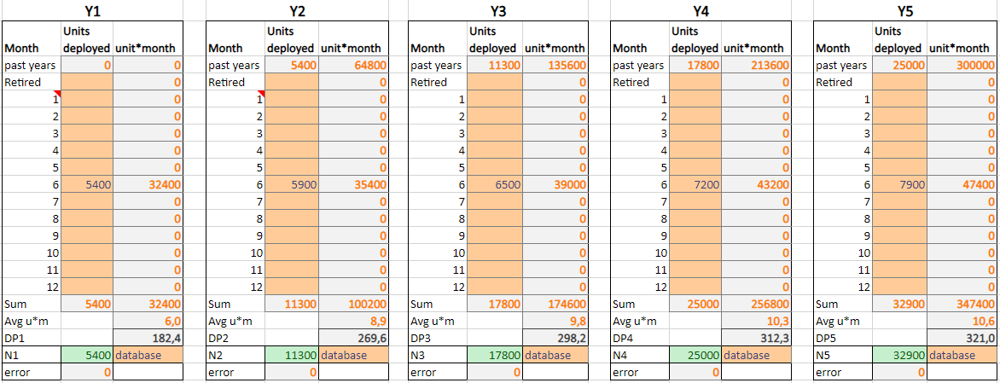 Y1 Y2 Y3 Y4 Y5
Units Units Units Units Units
Month deployed unit*month Month deployed unit*month Month deployed unit*month Month deployed unit*month Month deployed unit*month
past years 0 0 past years 5400 64800 past years 11300 135600 past years 17800 213600 past years 25000 300000
Retired 0 Retired 0 Retired 0 Retired 0 Retired 0
1 0 1 0 1 0 1 0 1 0
2 0 2 0 2 0 2 0 2 0
3 0 3 0 3 0 3 0 3 0
4 0 4 0 4 0 4 0 4 0
5 0 5 0 5 0 5 0 5 0
6 5400 32400 6 5900 35400 6 6500 39000 6 7200 43200 6 7900 47400
7 0 7 0 7 0 7 0 7 0
8 0 8 0 8 0 8 0 8 0
9 0 9 0 9 0 9 0 9 0
10 0 10 0 10 0 10 0 10 0
11 0 11 0 11 0 11 0 11 0
12 0 12 0 12 0 12 0 12 0
Sum 5400 32400 Sum 11300 100200 Sum 17800 174600 Sum 25000 256800 Sum 32900 347400
Avg u*m 6,0 Avg u*m 8,9 Avg u*m 9,8 Avg u*m 10,3 Avg u*m 10,6
DP1 182,4 DP2 269,6 DP3 298,2 DP4 312,3 DP5 321,0
N1 5400 database N2 11300 database N3 17800 database N4 25000 database N5 32900 database
error 0 error 0 error 0 error 0 error 0